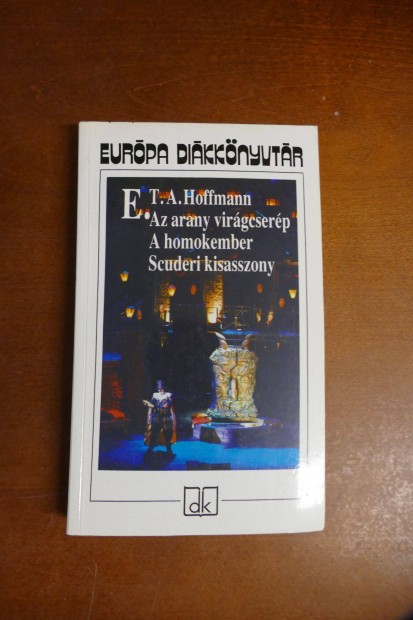 EURÓPA DIÁKKÖNYVTÁR
E. T. A. Hoffmann
Az arany virágcserép
A homokember
Scuderi kisasszony
dk